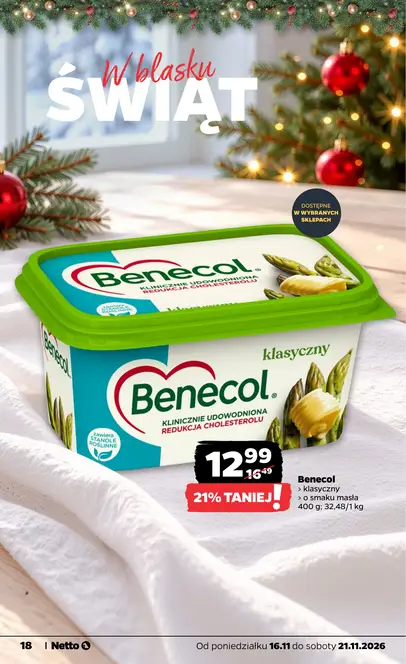 W blasku
ŚWIĄT
DOSTĘPNE
W WYBRANYCH
SKLEPACH
Benecol®
KLINICZNIE UDOWODNIONA
REDUKCJA CHOLESTEROLU
klasyczny
Benecol®
KLINICZNIE UDOWODNIONA
REDUKCJA CHOLESTEROLU
zawiera
STANOLE
ROŚLINNE
12 99
16 49
21% TANIEJ!
Benecol
> klasyczny
> o smaku masła
400 g; 32,48/1 kg
18 | Netto
Od poniedziałku 16.11 do soboty 21.11.2026